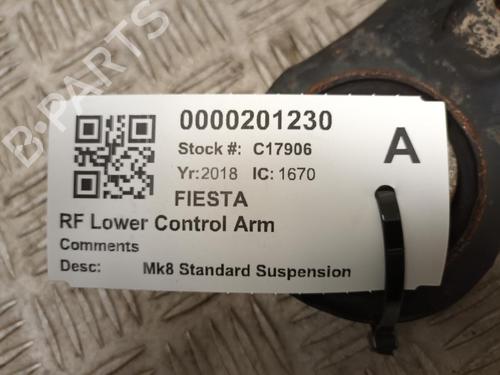 0000201230
A
Stock #: C17906
Yr:2018 IC: 1670
FIESTA
RF Lower Control Arm
Comments
Desc: Mk8 Standard Suspension
B-PARTS